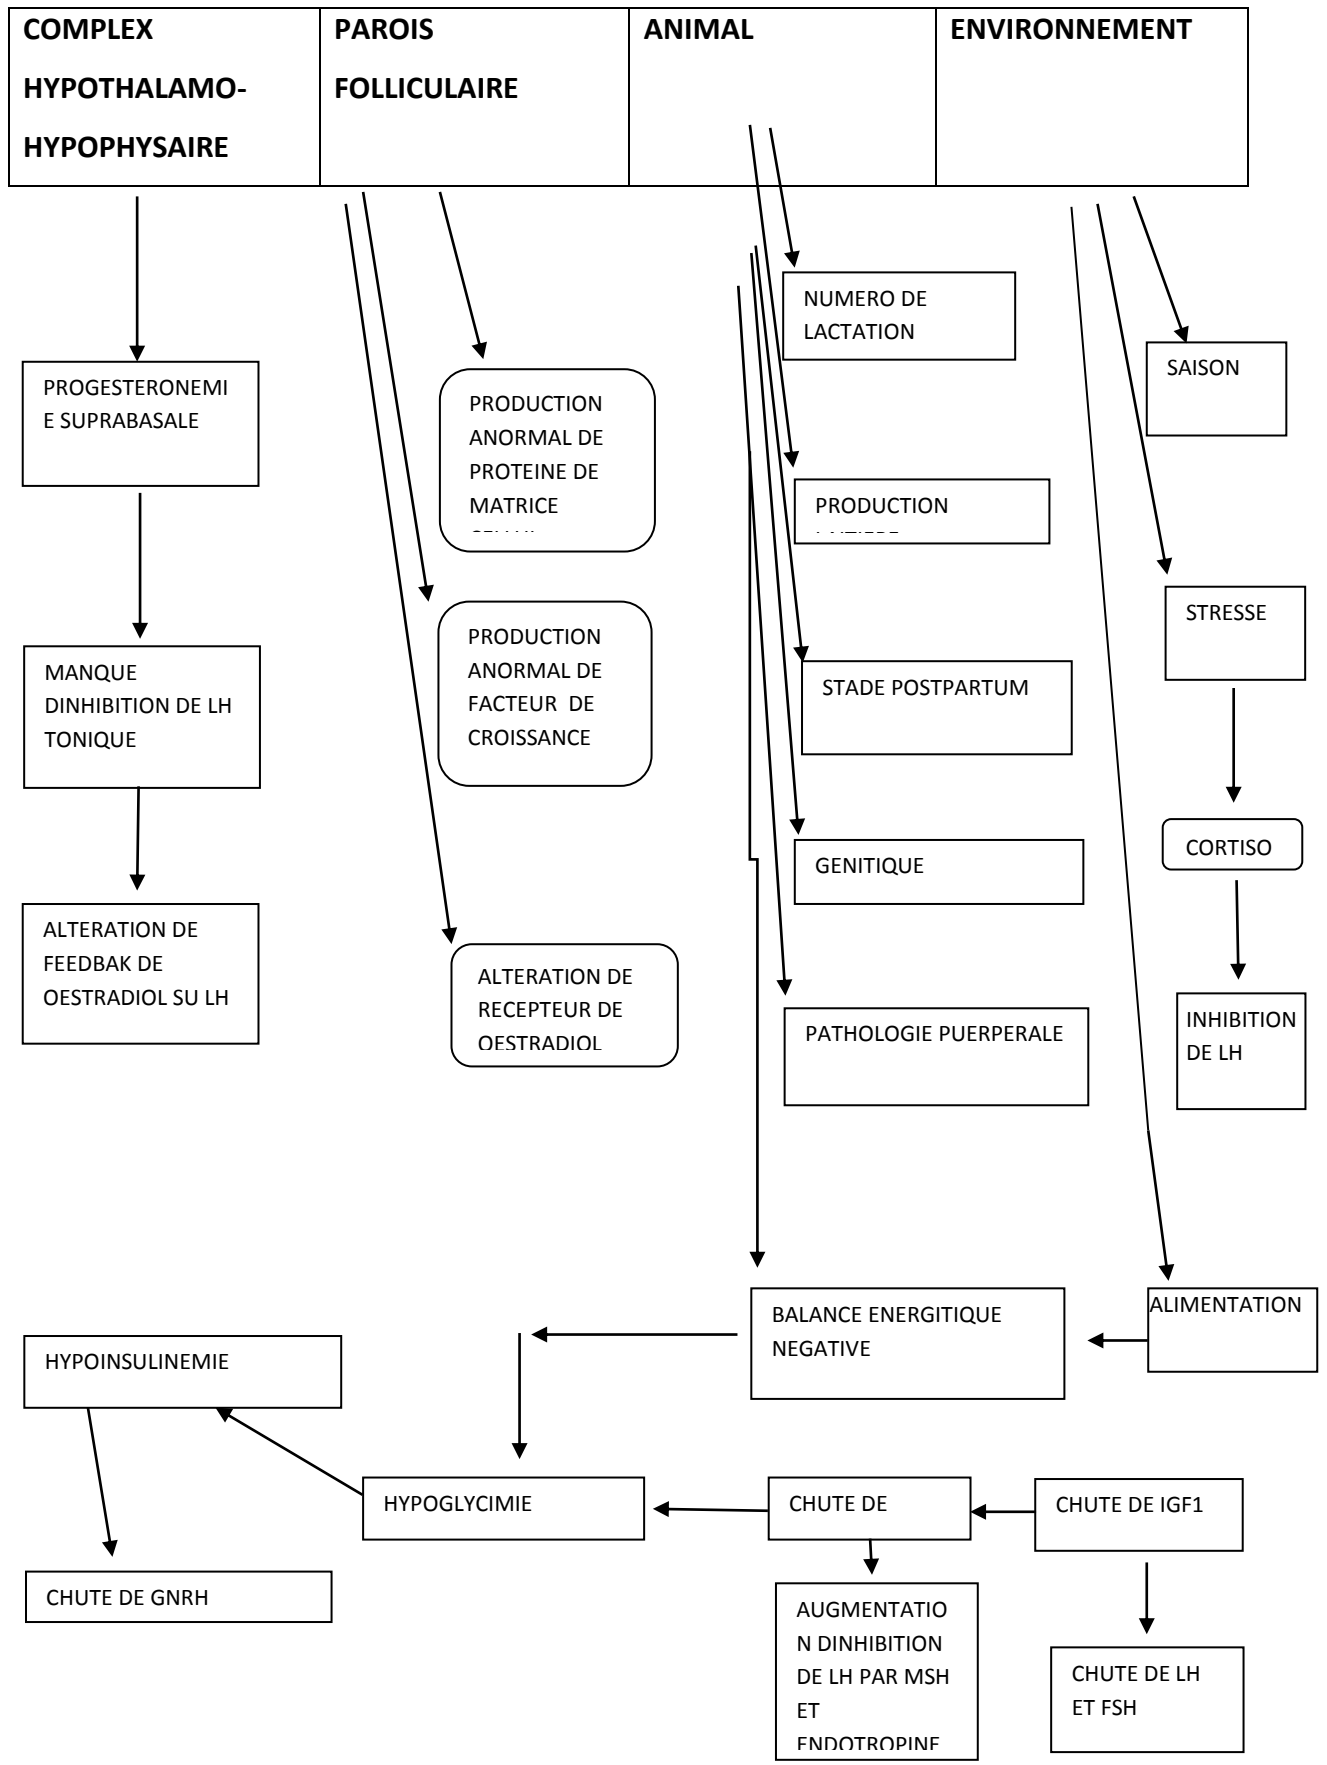 COMPLEX
HYPOTHALAMO-
HYPOPHYSAIRE
PAROIS
FOLLICULAIRE
ANIMAL
ENVIRONNEMENT
NUMERO DE
LACTATION
SAISON
PROGESTERONEMI
E SUPRABASALE
PRODUCTION
ANORMAL DE
PROTEINE DE
MATRICE
PRODUCTION
STRESSE
PRODUCTION
ANORMAL DE
FACTEUR DE
CROISSANCE
MANQUE
DINHIBITION DE LH
TONIQUE
STADE POSTPARTUM
CORTISO
GENITIQUE
ALTERATION DE
FEEDBAK DE
OESTRADIOL SU LH
ALTERATION DE
RECEPTEUR DE
OESTRADIOL
PATHOLOGIE PUERPERALE
INHIBITION
DE LH
BALANCE ENERGITIQUE
NEGATIVE
ALIMENTATION
HYPOINSULINEMIE
HYPOGLYCIMIE
CHUTE DE
CHUTE DE IGF1
CHUTE DE GNRH
AUGMENTATIO
N DINHIBITION
DE LH PAR MSH
ET
ENDOTROPINE
CHUTE DE LH
ET FSH